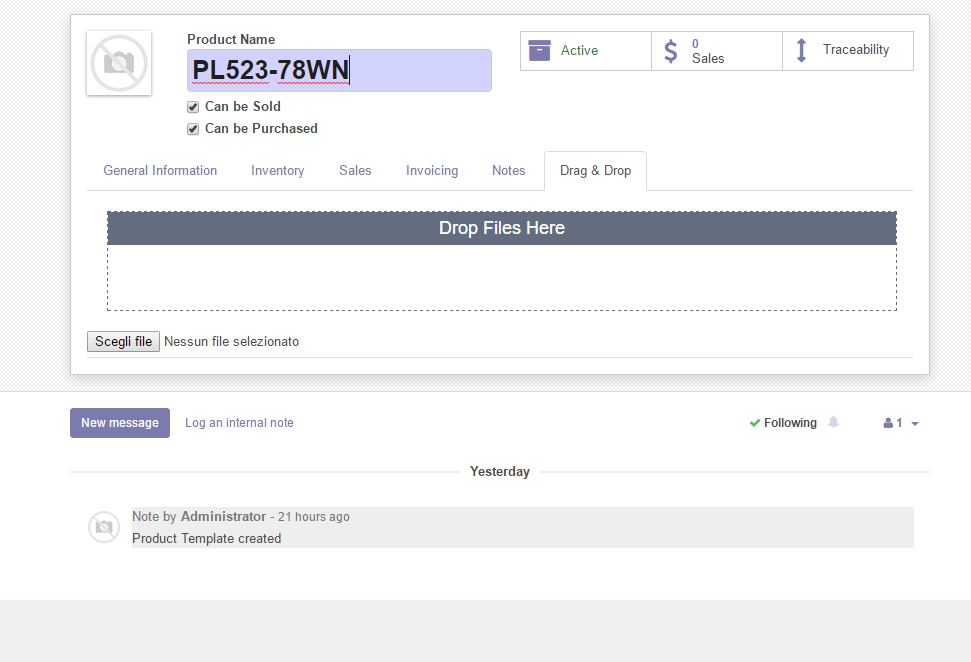 Product Name
PL523-78WN
Can be Sold
Can be Purchased
Active
0
Sales
Traceability
General Information Inventory Sales Invoicing Notes Drag & Drop
Drop Files Here
Scegli file Nessun file selezionato
New message Log an internal note Following 1
Yesterday
Note by Administrator - 21 hours ago
Product Template created